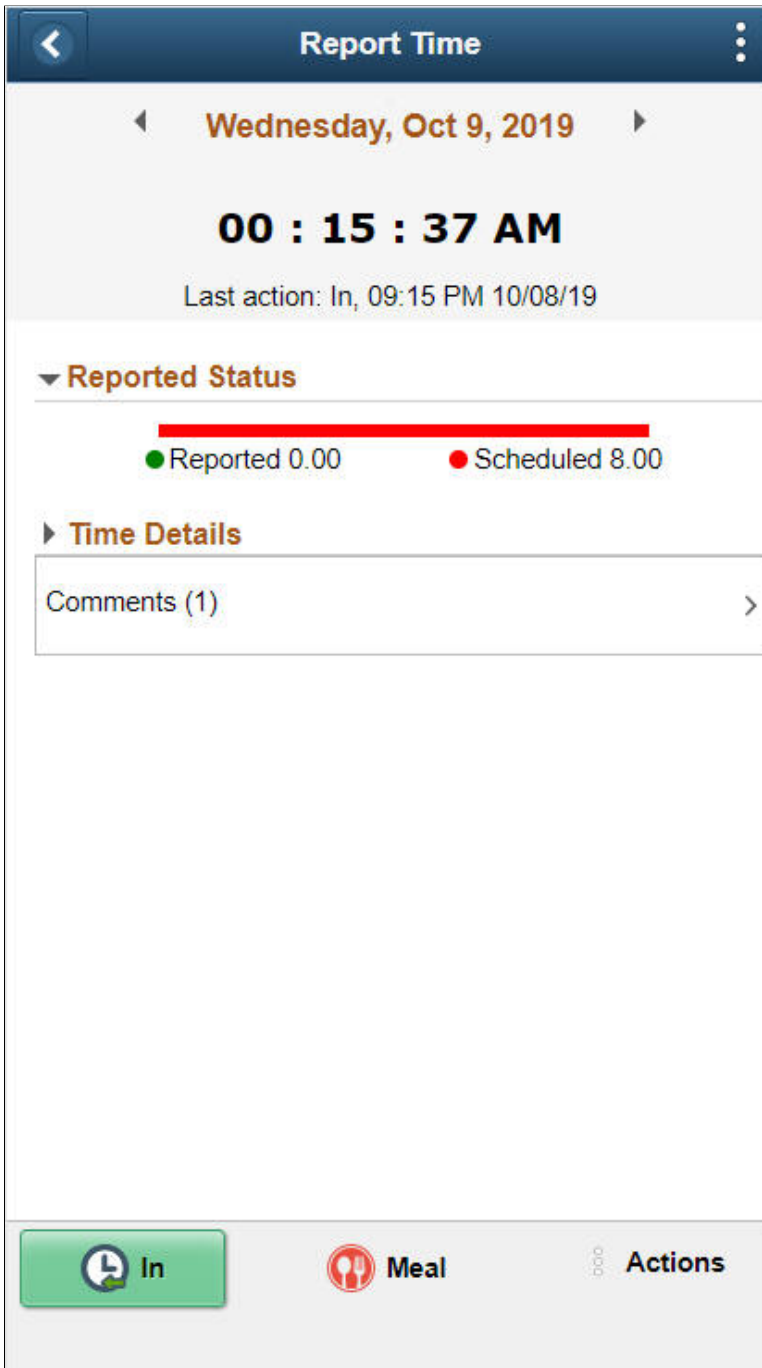 Report Time
Wednesday, Oct 9, 2019
00 : 15 : 37 AM
Last action: In, 09:15 PM 10/08/19
Reported Status
Reported 0.00 Scheduled 8.00
Time Details
Comments (1)
In Meal Actions